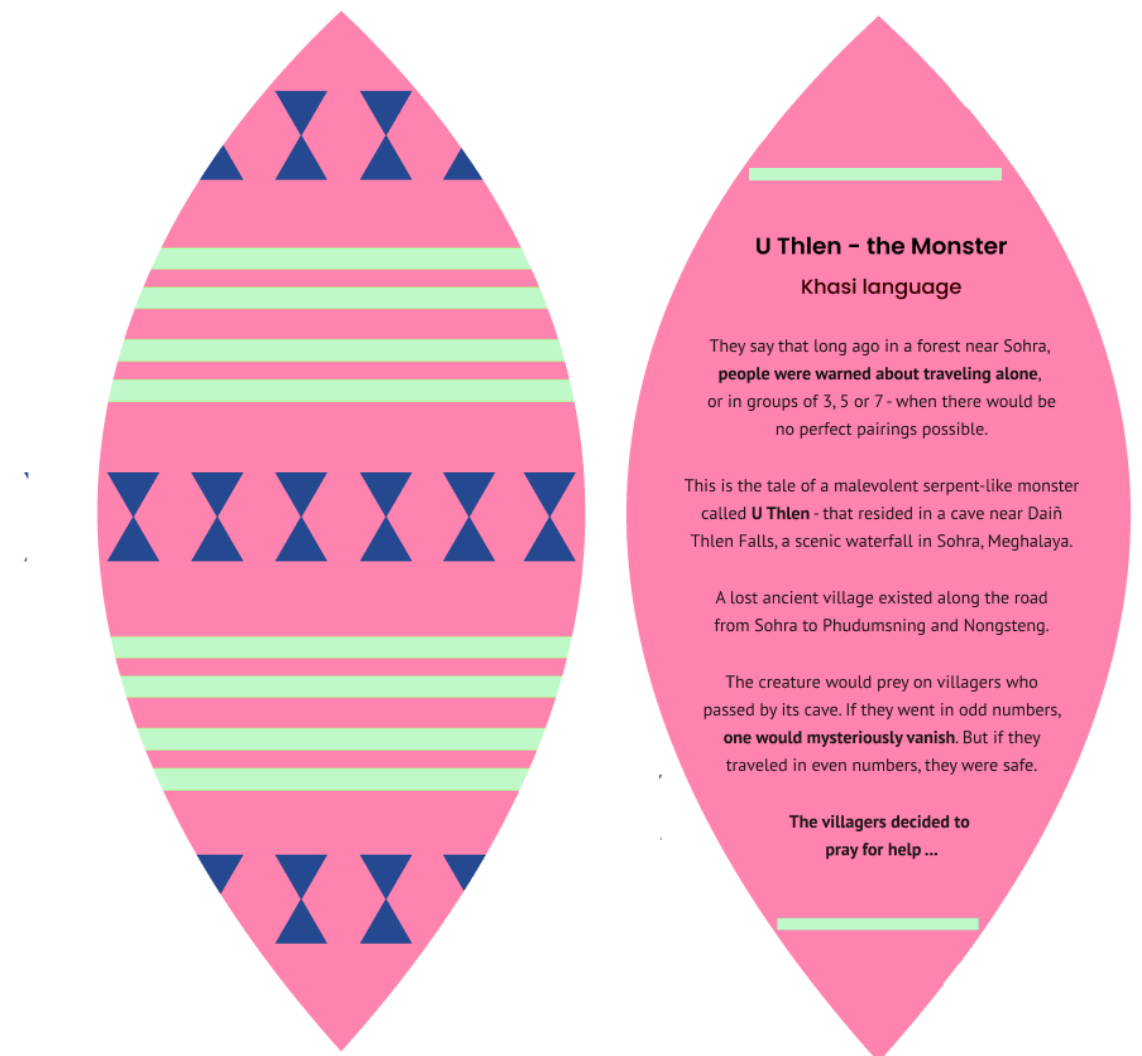 U Thlen - the Monster
Khasi language
They say that long ago in a forest near Sohra,
people were warned about traveling alone,
or in groups of 3, 5 or 7 - when there would be
no perfect pairings possible.
This is the tale of a malevolent serpent-like monster
called U Thlen - that resided in a cave near Daiñ
Thlen Falls, a scenic waterfall in Sohra, Meghalaya.
A lost ancient village existed along the road
from Sohra to Phudumsning and Nongsteng.
The creature would prey on villagers who
passed by its cave. If they went in odd numbers,
one would mysteriously vanish. But if they
traveled in even numbers, they were safe.
The villagers decided to
pray for help ...